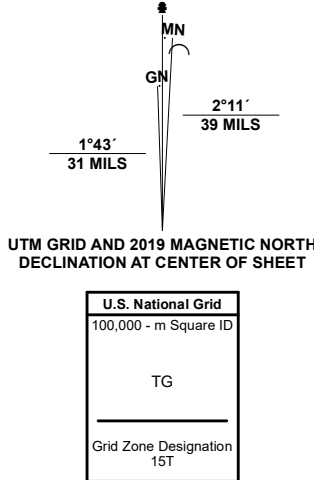 MN
GN
2°11´
39 MILS
1°43´
31 MILS
UTM GRID AND 2019 MAGNETIC NORTH
DECLINATION AT CENTER OF SHEET
U.S. National Grid
100,000 - m Square ID
TG
Grid Zone Designation
15T